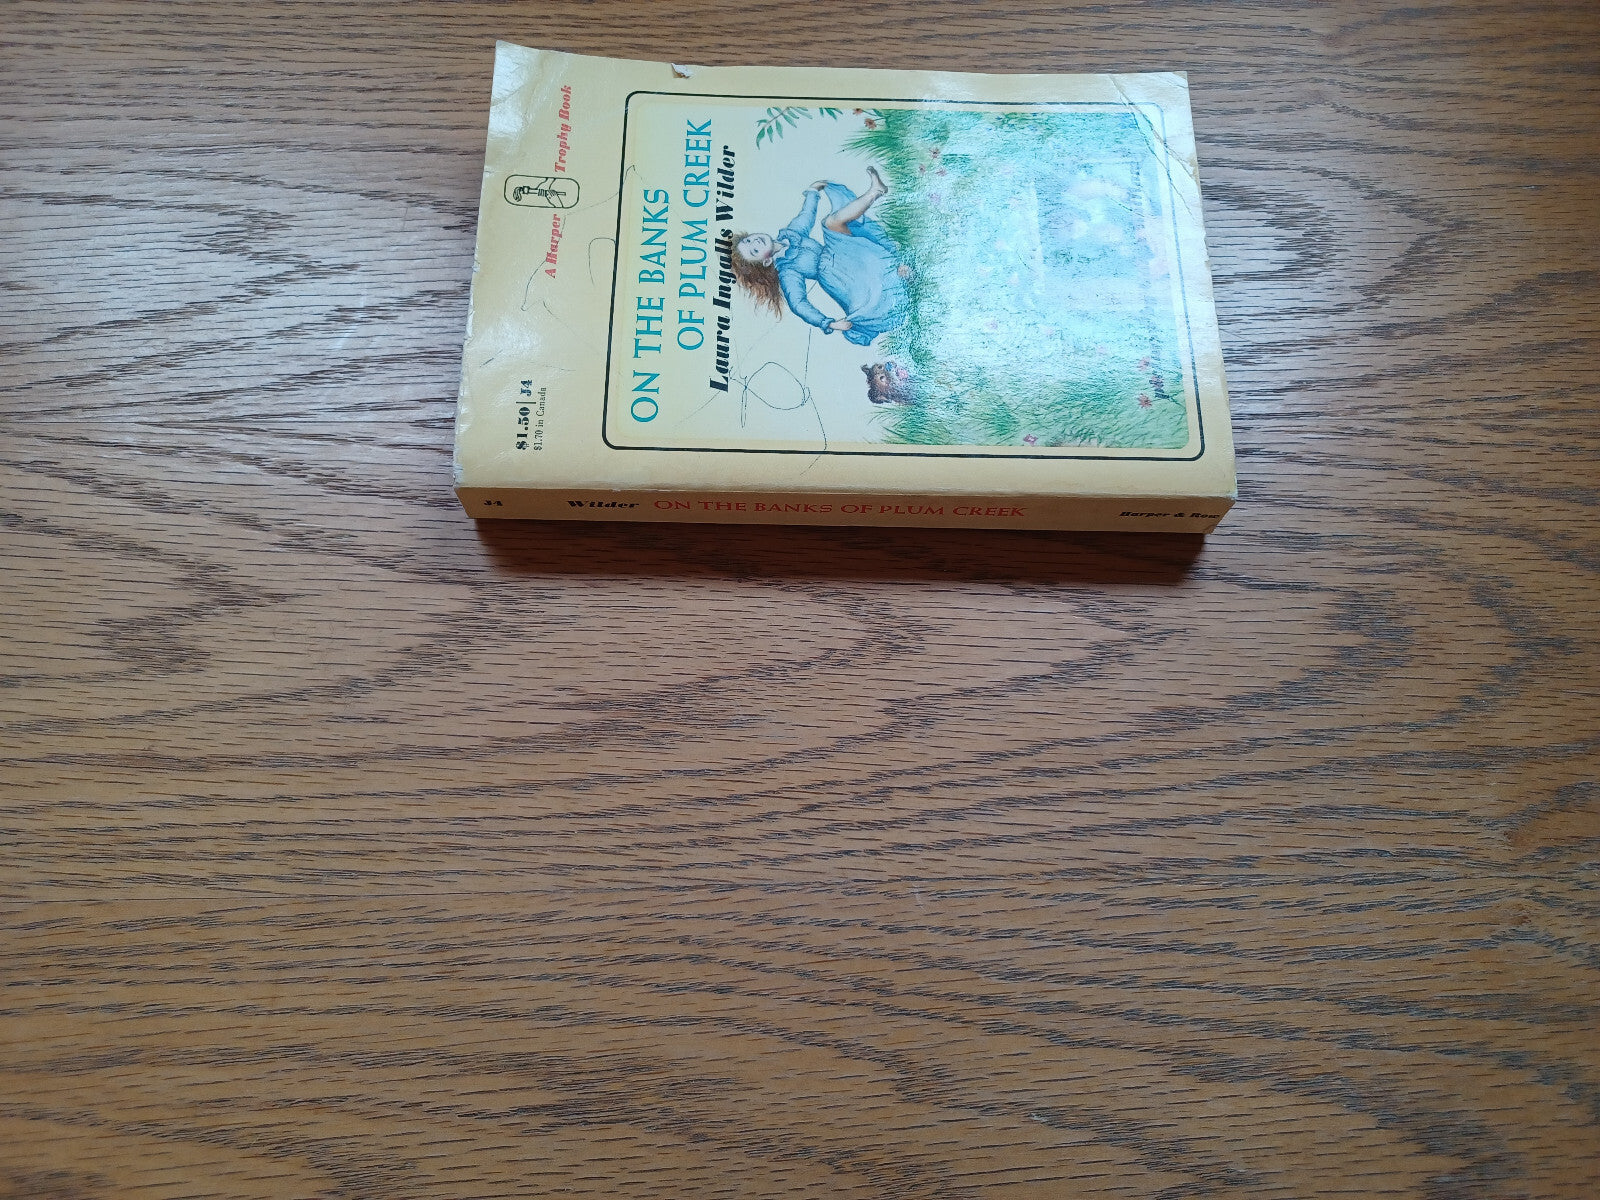 A Harper Trophy Book
$1.50 | J4
$1.70 in Canada
ON THE BANKS
OF PLUM CREEK
Laura Ingalls Wilder
J4 Wilder ON THE BANKS OF PLUM CREEK Harper & Row